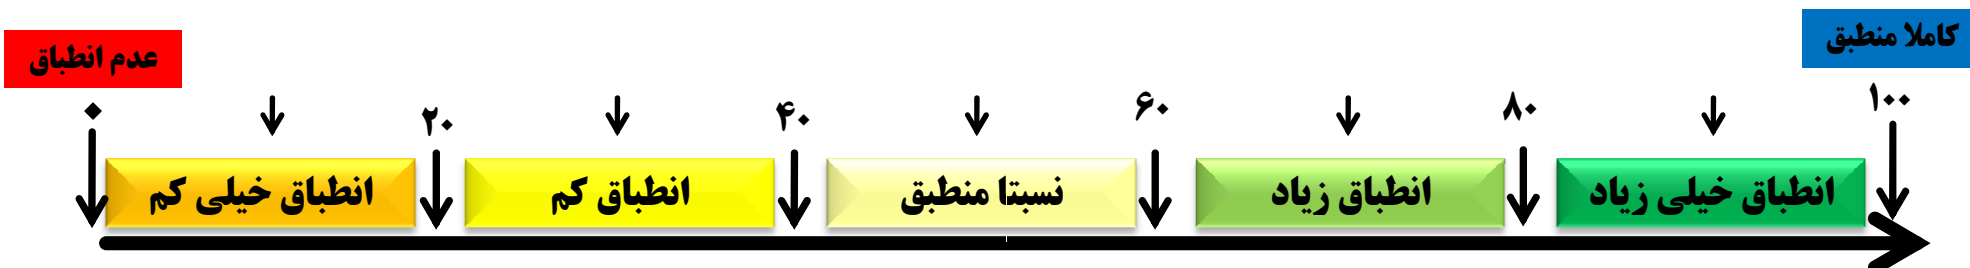 کاملا منطبق
عدم انطباق
۰
۲۰
۴۰
۶۰
۸۰
۱۰۰
انطباق خیلی کم
انطباق کم
نسبتا منطبق
انطباق زیاد
انطباق خیلی زیاد